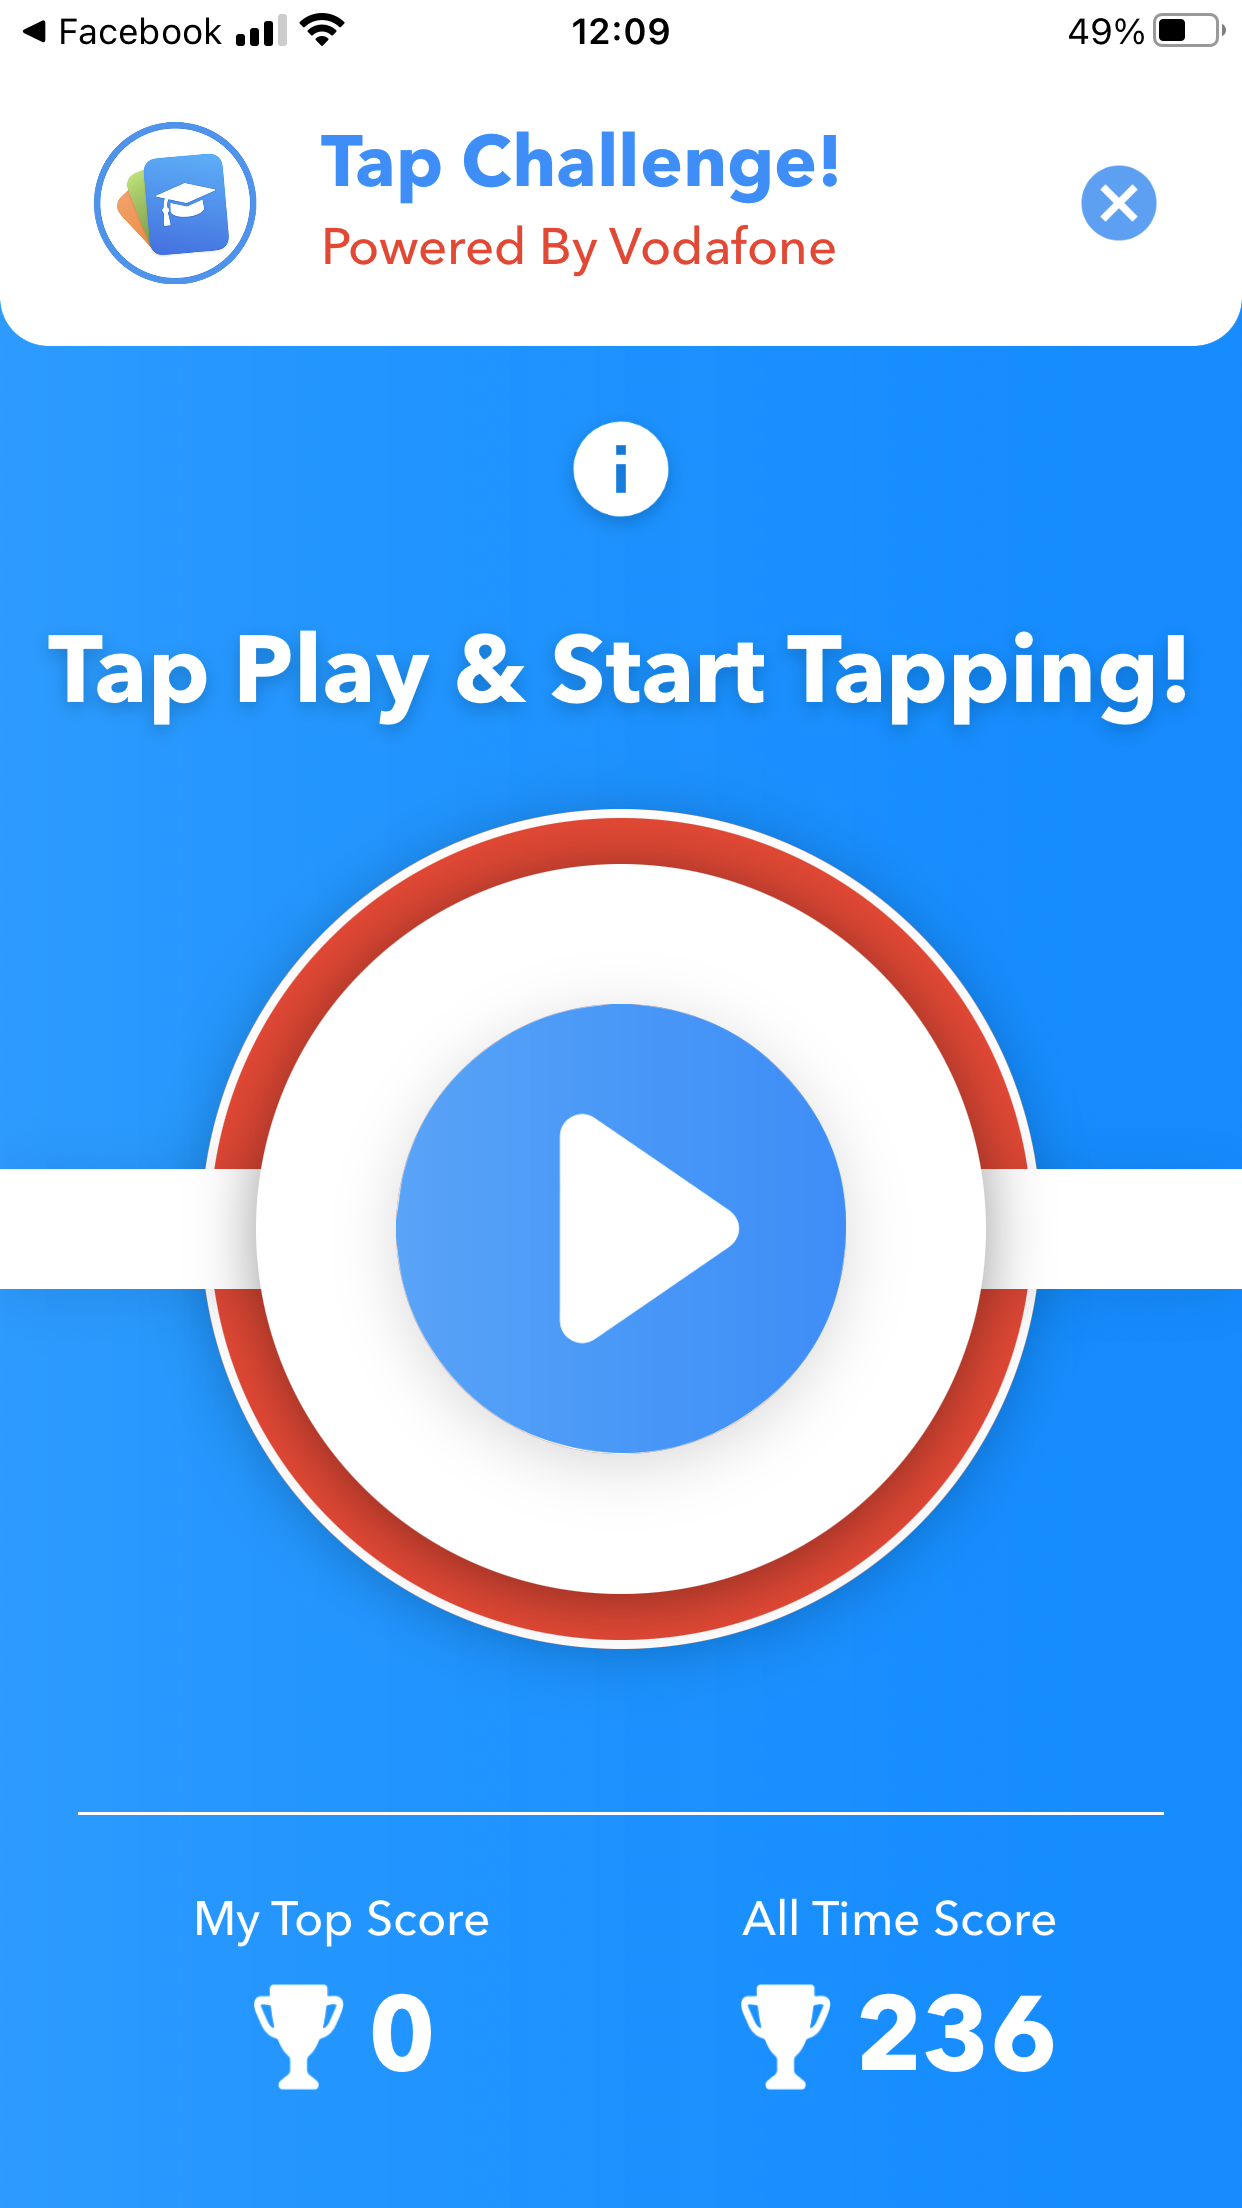 Facebook 12:09 49%
Tap Challenge!
Powered By Vodafone
i
Tap Play & Start Tapping!
My Top Score All Time Score
0 236